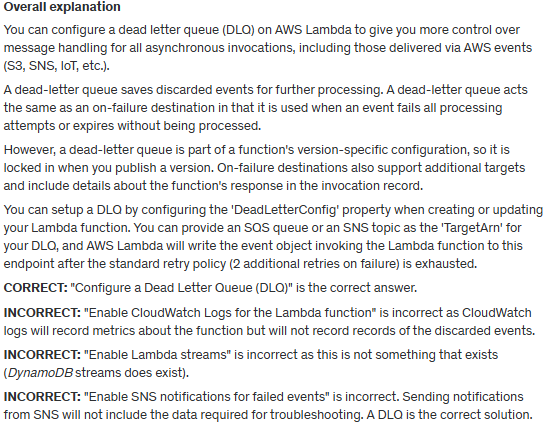 Overall explanation
You can configure a dead letter queue (DLQ) on AWS Lambda to give you more control over
message handling for all asynchronous invocations, including those delivered via AWS events
(S3, SNS, IoT, etc.).
A dead-letter queue saves discarded events for further processing. A dead-letter queue acts
the same as an on-failure destination in that it is used when an event fails all processing
attempts or expires without being processed.
However, a dead-letter queue is part of a function's version-specific configuration, so it is
locked in when you publish a version. On-failure destinations also support additional targets
and include details about the function's response in the invocation record.
You can setup a DLQ by configuring the 'DeadLetterConfig' property when creating or updating
your Lambda function. You can provide an SQS queue or an SNS topic as the 'TargetArn' for
your DLQ, and AWS Lambda will write the event object invoking the Lambda function to this
endpoint after the standard retry policy (2 additional retries on failure) is exhausted.
CORRECT: "Configure a Dead Letter Queue (DLQ)" is the correct answer.
INCORRECT: "Enable CloudWatch Logs for the Lambda function" is incorrect as CloudWatch
logs will record metrics about the function but will not record records of the discarded events.
INCORRECT: "Enable Lambda streams" is incorrect as this is not something that exists
(DynamoDB streams does exist).
INCORRECT: "Enable SNS notifications for failed events" is incorrect. Sending notifications
from SNS will not include the data required for troubleshooting. A DLQ is the correct solution.